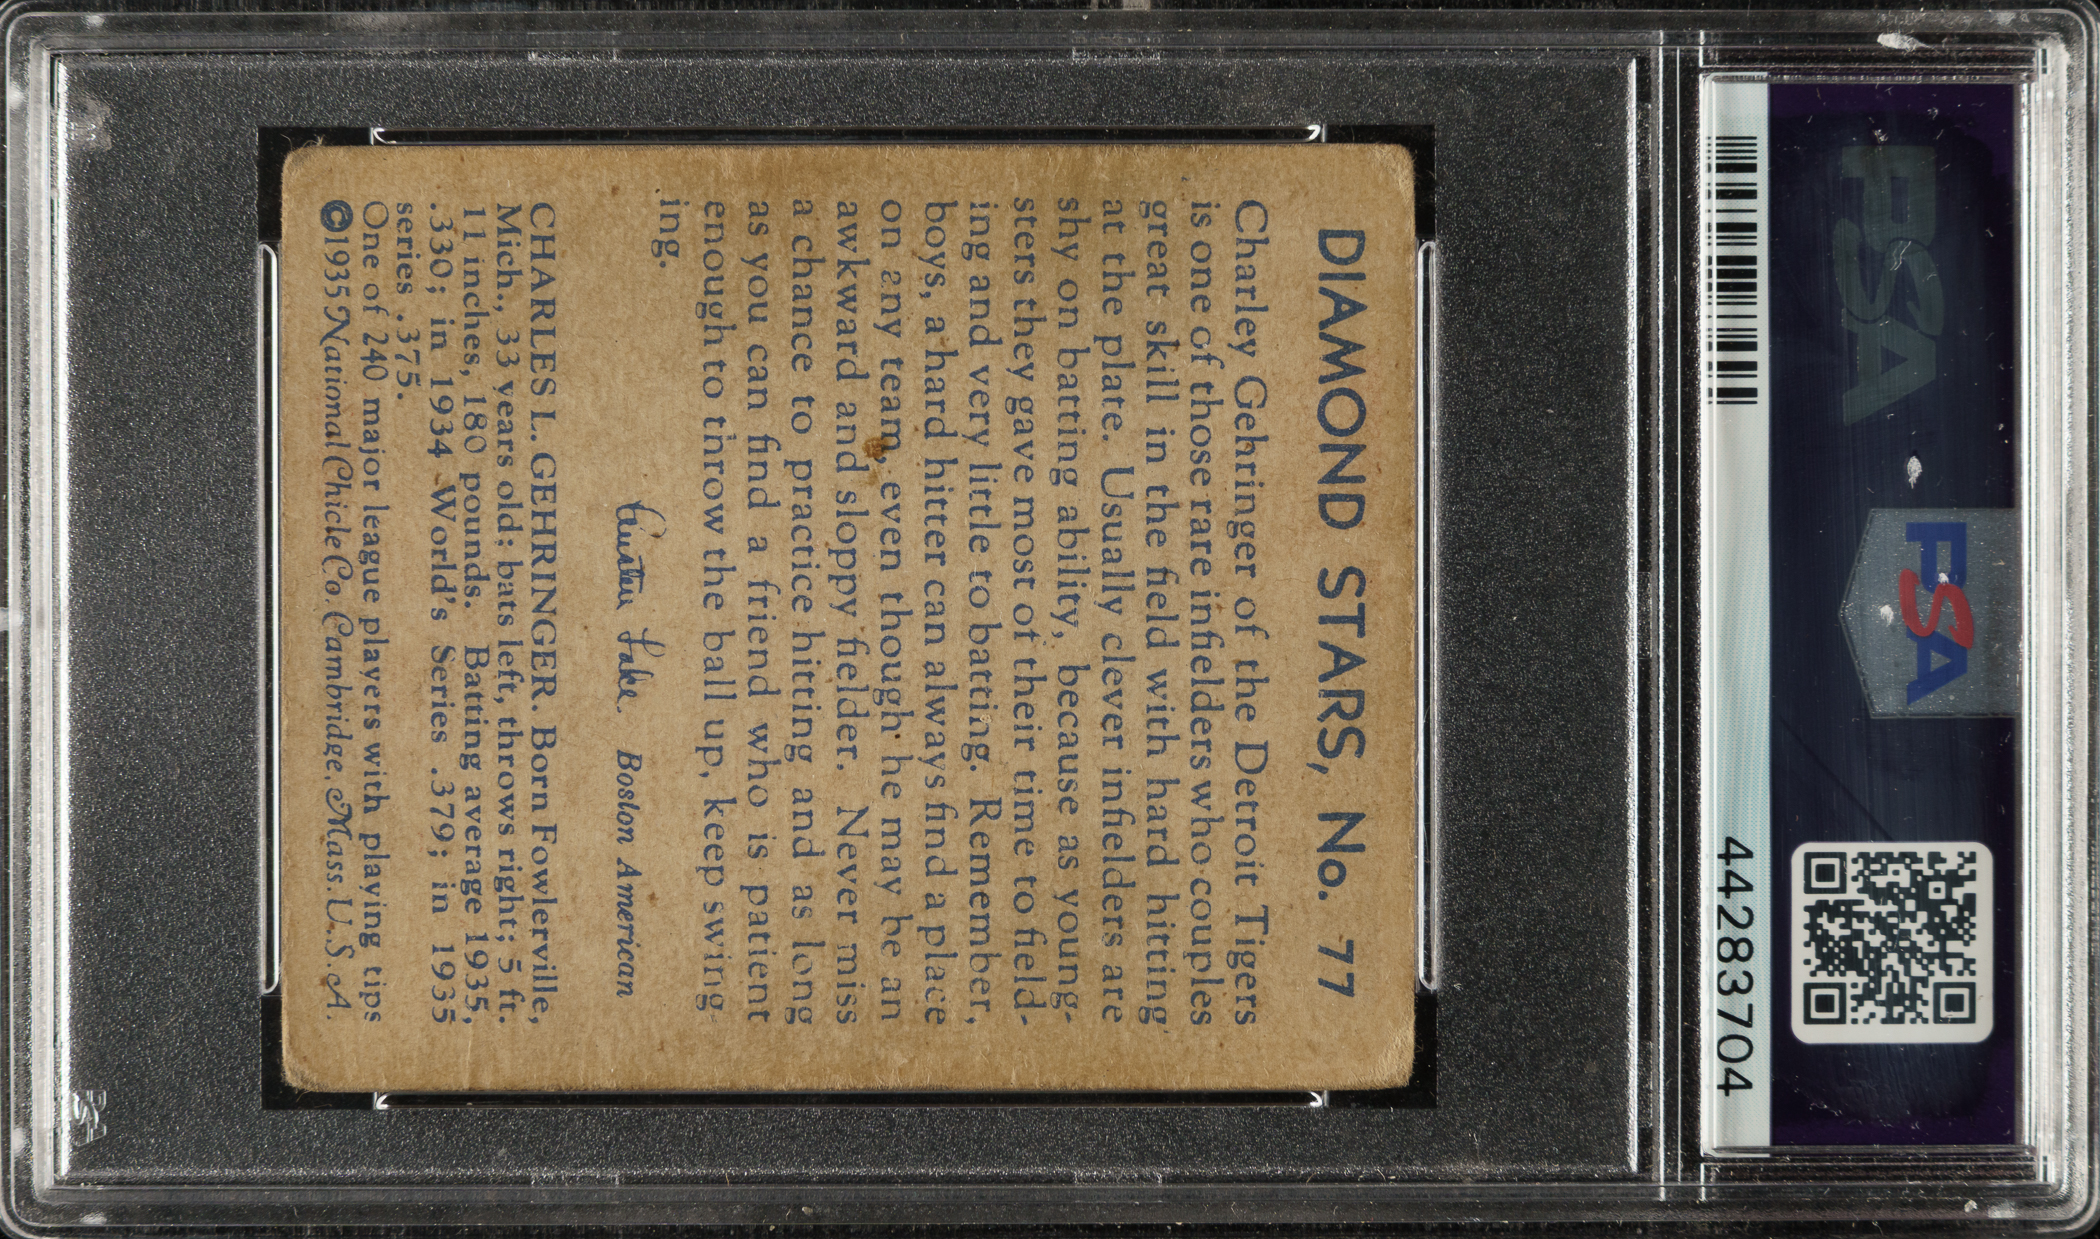 PSA
PSA
44283704
DIAMOND STARS, No. 77
Charley Gehringer of the Detroit Tigers
is one of those rare infielders who couples
great skill in the field with hard hitting
at the plate. Usually clever infielders are
shy on batting ability, because as young-
sters they gave most of their time to field-
ing and very little to batting. Remember,
boys, a hard hitter can always find a place
on any team, even though he may be an
awkward and sloppy fielder. Never miss
a chance to practice hitting and as long
as you can find a friend who is patient
enough to throw the ball up, keep swing-
ing.
Austen Lake. Boston American
CHARLES L. GEHRINGER. Born Fowlerville,
Mich., 33 years old; bats left, throws right; 5 ft.
11 inches, 180 pounds. Batting average 1935,
.330; in 1934 World's Series .379; in 1935
series .375.
One of 240 major league players with playing tips
©1935 National Chicle Co. Cambridge. Mass. U.S.A.
PSA